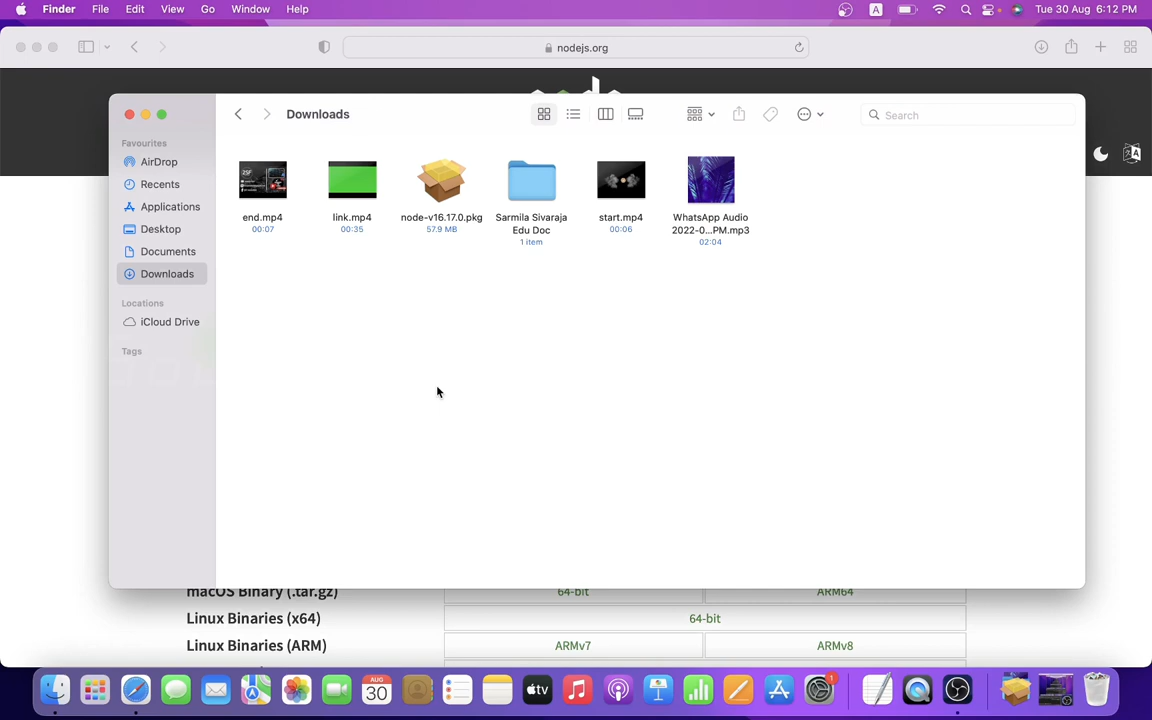 Finder File Edit View Go Window Help
A
Tue 30 Aug 6:12 PM
nodejs.org
Downloads
Search
Favourites
AirDrop
Recents
Applications
Desktop
Documents
Downloads
Locations
iCloud Drive
Tags
end.mp4
00:07
link.mp4
00:35
node-v16.17.0.pkg
57.9 MB
Sarmila Sivaraja
Edu Doc
1 item
start.mp4
00:06
WhatsApp Audio
2022-0...PM.mp3
02:04
macOS Binary (.tar.gz) 64-bit ARM64
Linux Binaries (x64) 64-bit
Linux Binaries (ARM) ARMv7 ARMv8
AUG
30
tv
1